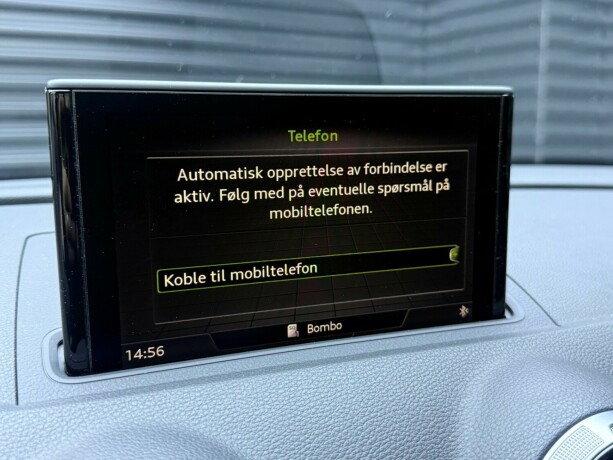 Telefon
Automatisk opprettelse av forbindelse er
aktiv. Følg med på eventuelle spørsmål på
mobiltelefonen.
Koble til mobiltelefon
Bombo
14:56